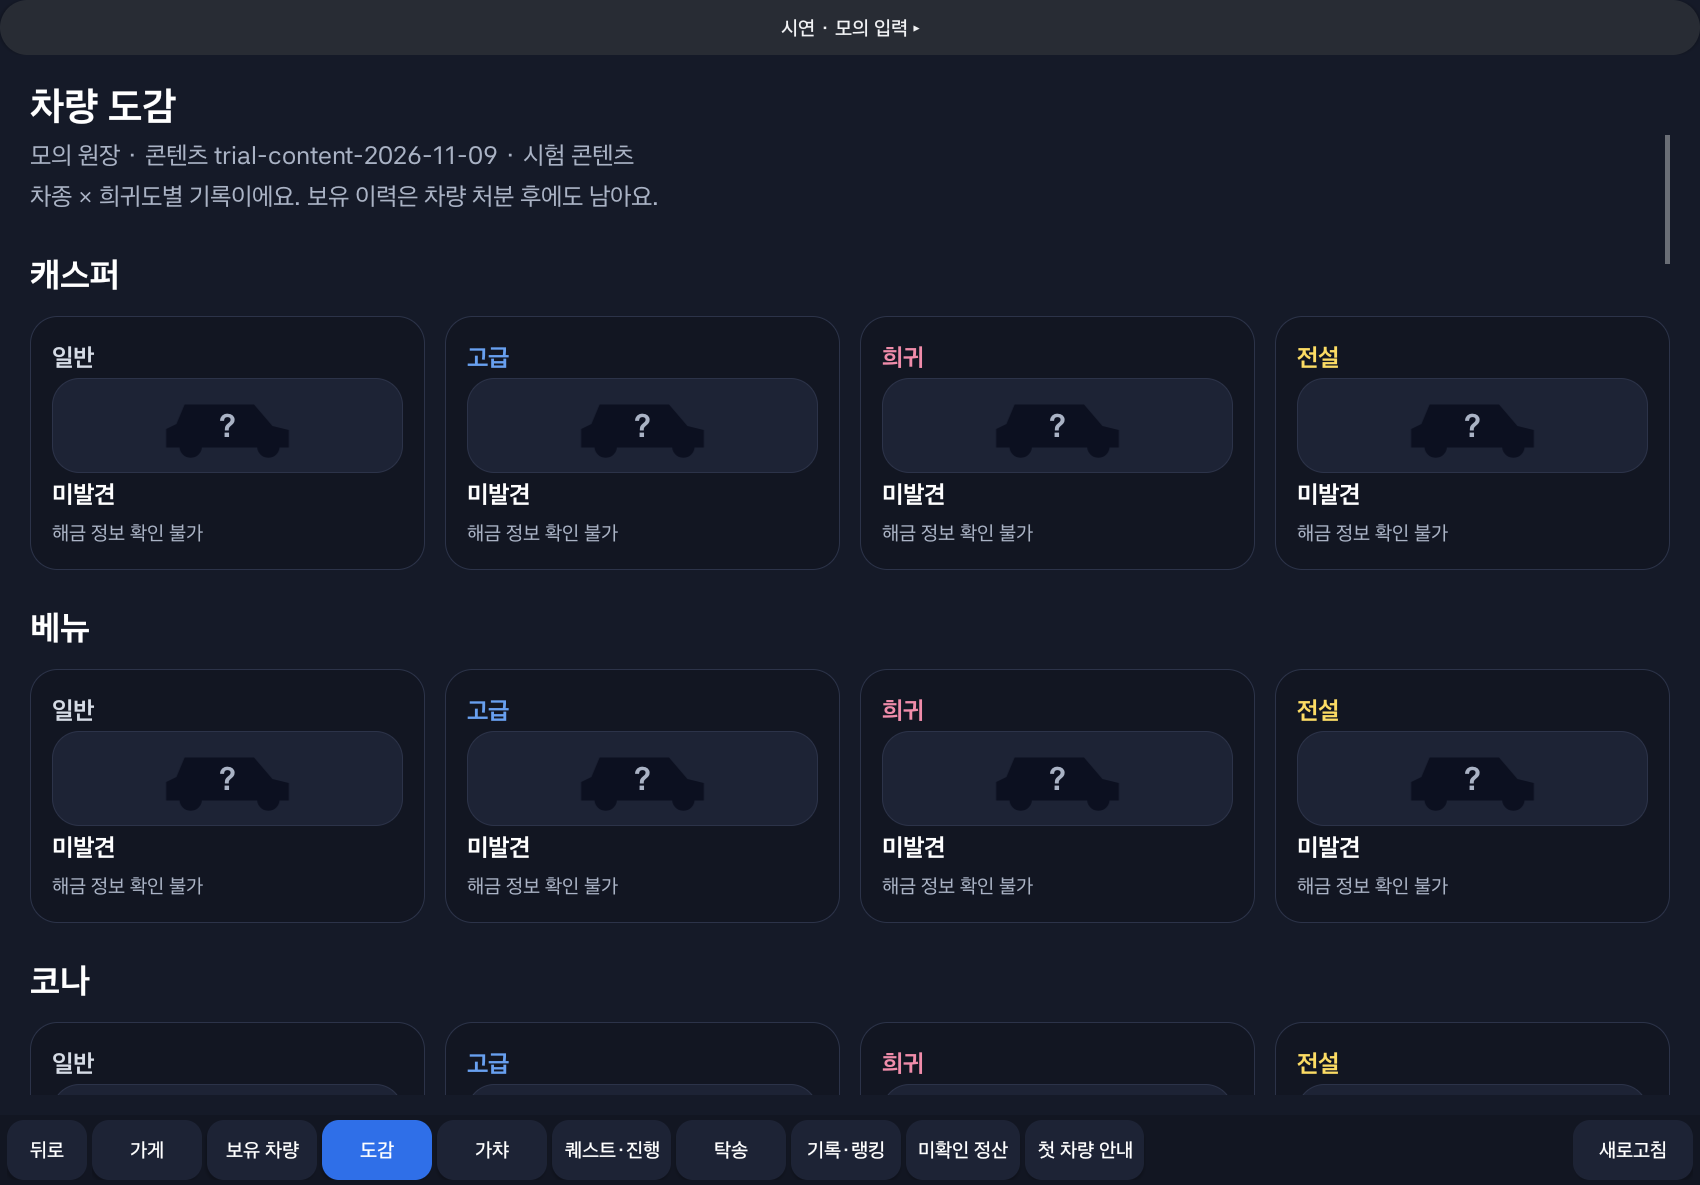 시연 · 모의 입력 ▸
차량 도감
모의 원장 · 콘텐츠 trial-content-2026-11-09 · 시험 콘텐츠
차종 × 희귀도별 기록이에요. 보유 이력은 차량 처분 후에도 남아요.
캐스퍼
일반 고급 희귀 전설
? ? ? ?
미발견 미발견 미발견 미발견
해금 정보 확인 불가 해금 정보 확인 불가 해금 정보 확인 불가 해금 정보 확인 불가
베뉴
일반 고급 희귀 전설
? ? ? ?
미발견 미발견 미발견 미발견
해금 정보 확인 불가 해금 정보 확인 불가 해금 정보 확인 불가 해금 정보 확인 불가
코나
일반 고급 희귀 전설
뒤로 가게 보유 차량 도감 가챠 퀘스트·진행 탁송 기록·랭킹 미확인 정산 첫 차량 안내 새로고침